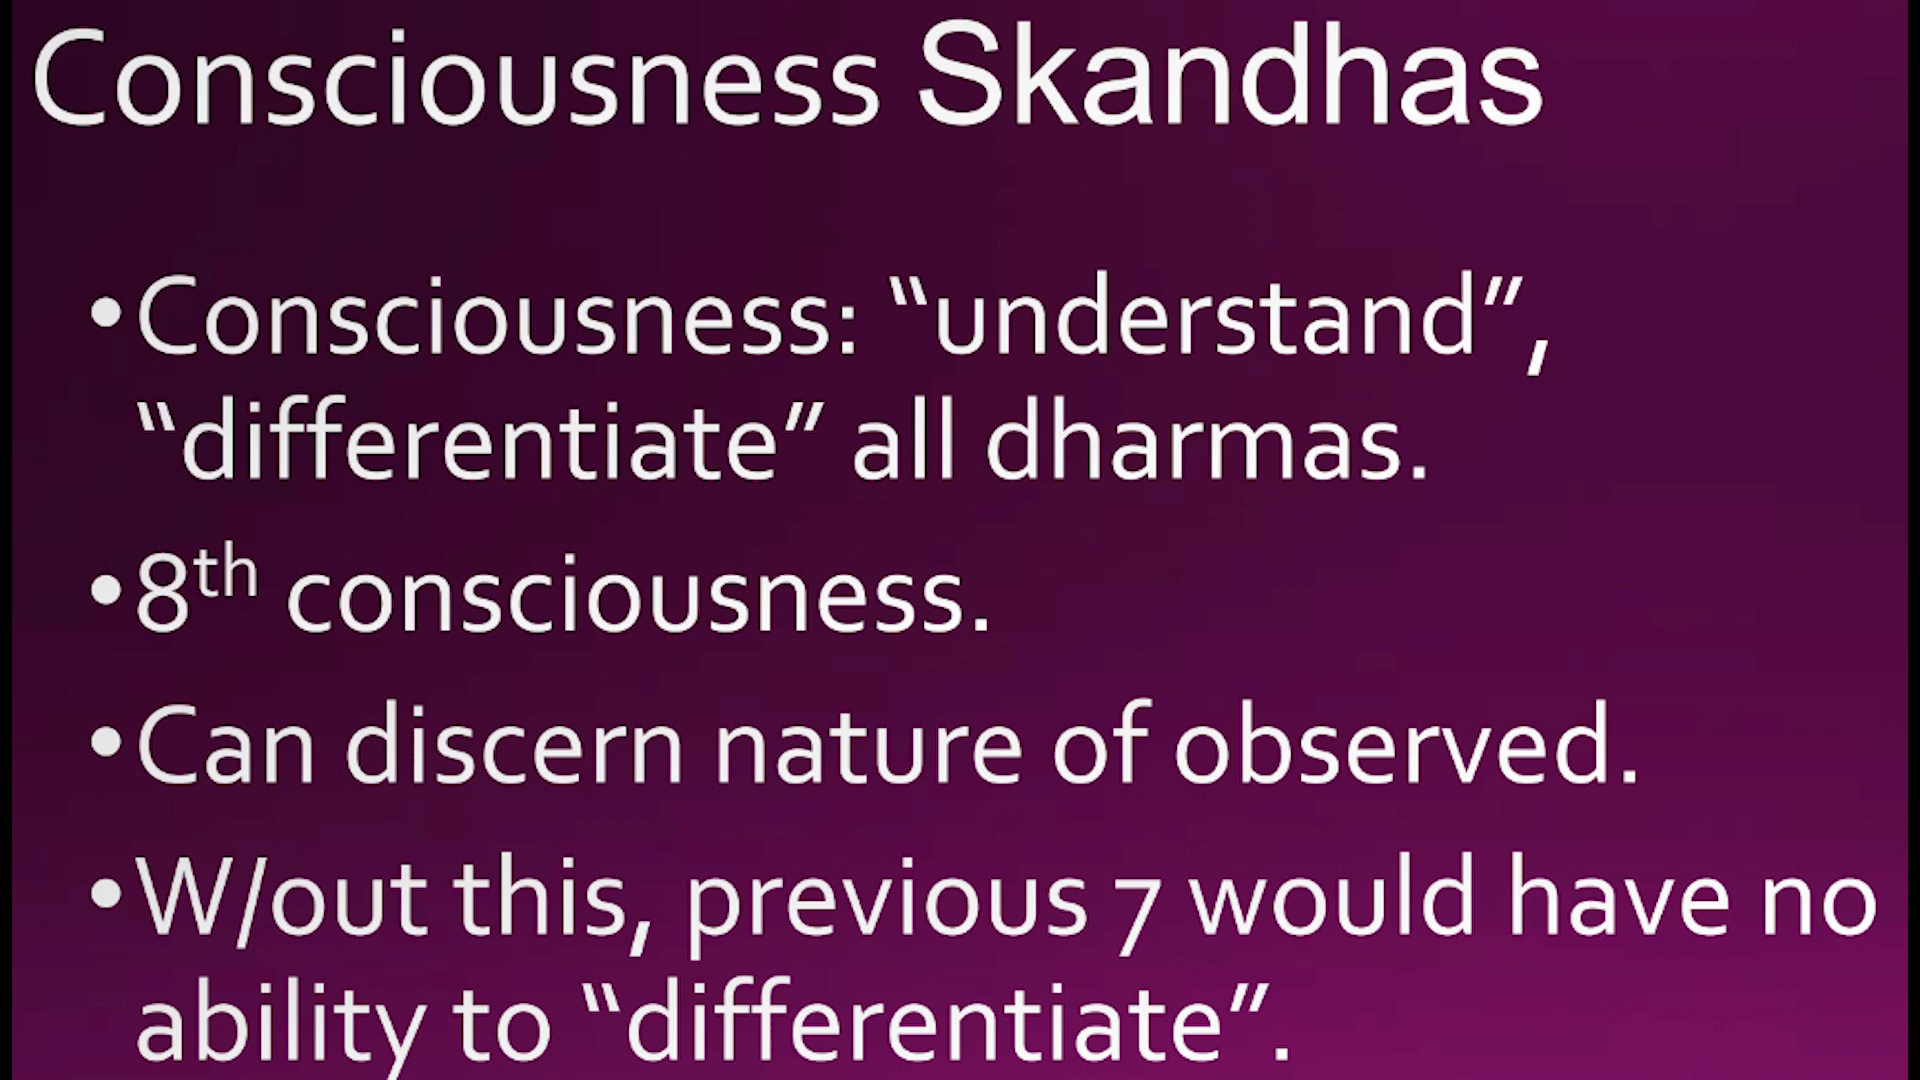 Consciousness Skandhas
•Consciousness: “understand”,
“differentiate” all dharmas.
•8th consciousness.
•Can discern nature of observed.
•W/out this, previous 7 would have no
ability to “differentiate”.